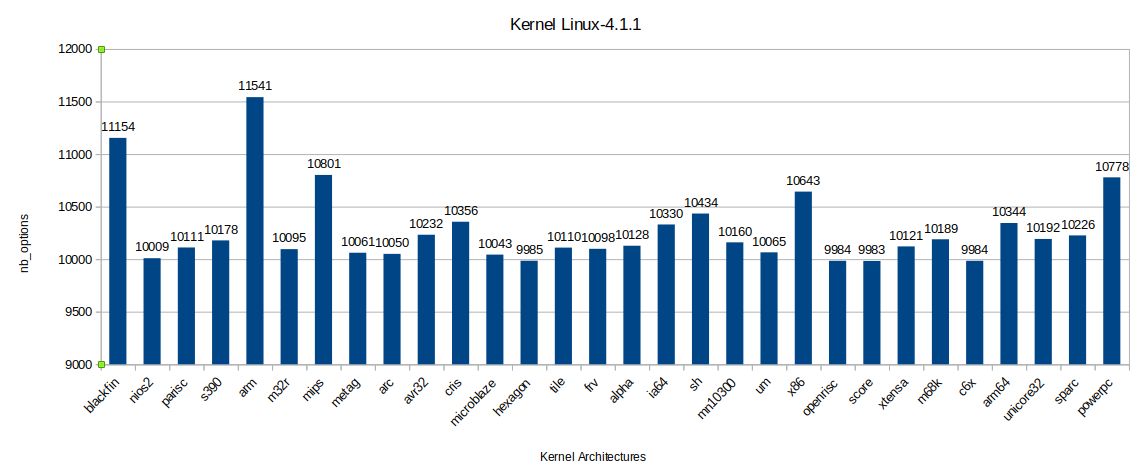 Kernel Linux-4.1.1
12000
11500
11000
10500
10000
9500
9000
nb_options
11154
10009
10111
10178
11541
10095
10801
10061
10050
10232
10356
10043
9985
10110
10098
10128
10330
10434
10160
10065
10643
9984
9983
10121
10189
9984
10344
10192
10226
10778
blackfin
nios2
parisc
s390
arm
m32r
mips
metag
arc
avr32
cris
microblaze
hexagon
tile
frv
alpha
ia64
sh
mn10300
um
x86
openrisc
score
xtensa
m68k
c6x
arm64
unicore32
sparc
powerpc
Kernel Architectures